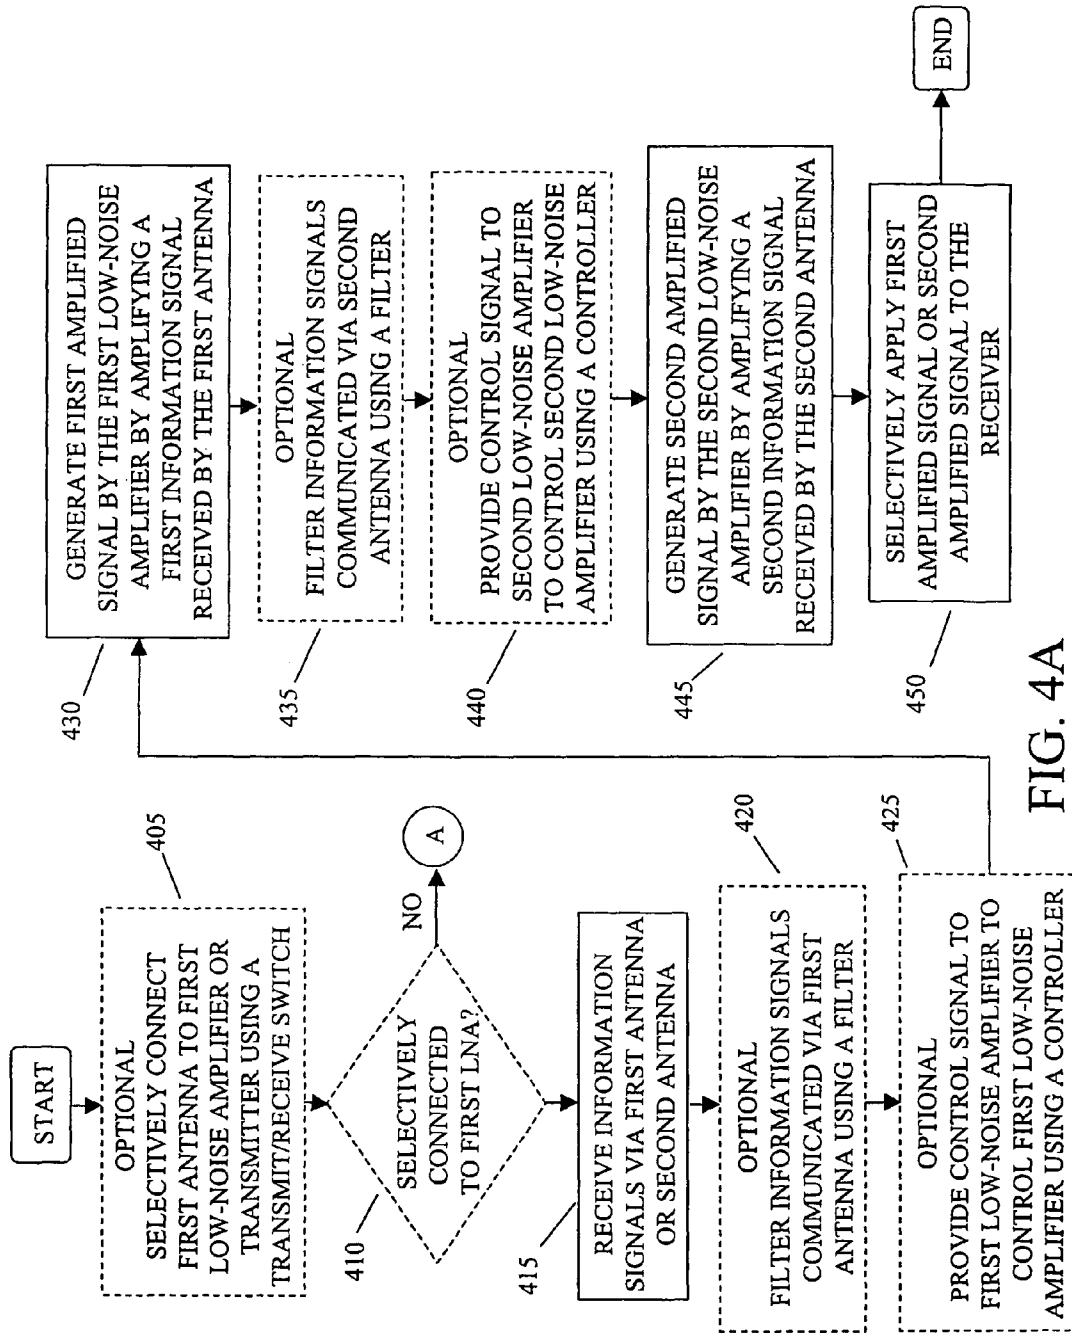 START
OPTIONAL
SELECTIVELY CONNECT
FIRST ANTENNA TO FIRST
LOW-NOISE AMPLIFIER OR
TRANSMITTER USING A
TRANSMIT/RECEIVE SWITCH
405
SELECTIVELY
CONNECTED
TO FIRST LNA?
410
NO
A
RECEIVE INFORMATION
SIGNALS VIA FIRST ANTENNA
OR SECOND ANTENNA
415
OPTIONAL
FILTER INFORMATION SIGNALS
COMMUNICATED VIA FIRST
ANTENNA USING A FILTER
420
OPTIONAL
PROVIDE CONTROL SIGNAL TO
FIRST LOW-NOISE AMPLIFIER TO
CONTROL FIRST LOW-NOISE
AMPLIFIER USING A CONTROLLER
425
GENERATE FIRST AMPLIFIED
SIGNAL BY THE FIRST LOW-NOISE
AMPLIFIER BY AMPLIFYING A
FIRST INFORMATION SIGNAL
RECEIVED BY THE FIRST ANTENNA
430
OPTIONAL
FILTER INFORMATION SIGNALS
COMMUNICATED VIA SECOND
ANTENNA USING A FILTER
435
OPTIONAL
PROVIDE CONTROL SIGNAL TO
SECOND LOW-NOISE AMPLIFIER
TO CONTROL SECOND LOW-NOISE
AMPLIFIER USING A CONTROLLER
440
GENERATE SECOND AMPLIFIED
SIGNAL BY THE SECOND LOW-NOISE
AMPLIFIER BY AMPLIFYING A
SECOND INFORMATION SIGNAL
RECEIVED BY THE SECOND ANTENNA
445
SELECTIVELY APPLY FIRST
AMPLIFIED SIGNAL OR SECOND
AMPLIFIED SIGNAL TO THE
RECEIVER
450
END
FIG. 4A